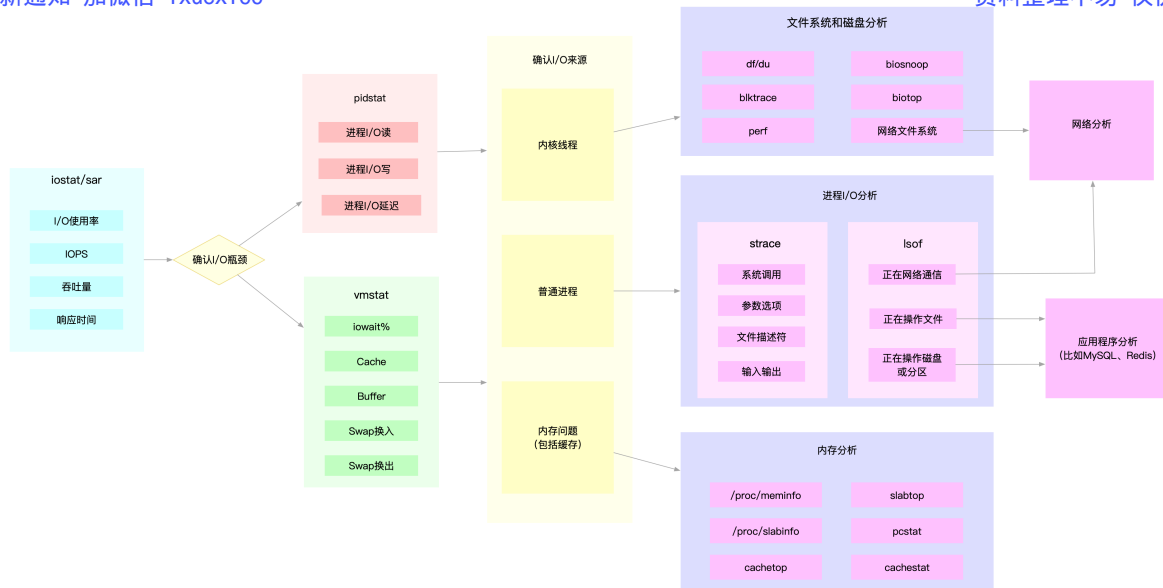 iostat/sar
I/O使用率
IOPS
吞吐量
响应时间
确认I/O瓶颈
pidstat
进程I/O读
进程I/O写
进程I/O延迟
vmstat
iowait%
Cache
Buffer
Swap换入
Swap换出
确认I/O来源
内核线程
普通进程
内存问题
(包括缓存)
文件系统和磁盘分析
df/du
biosnoop
blktrace
biotop
perf
网络文件系统
进程I/O分析
strace
系统调用
参数选项
文件描述符
输入输出
lsof
正在网络通信
正在操作文件
正在操作磁盘
或分区
内存分析
/proc/meminfo
slabtop
/proc/slabinfo
pcstat
cachetop
cachestat
网络分析
应用程序分析
(比如MySQL、Redis)